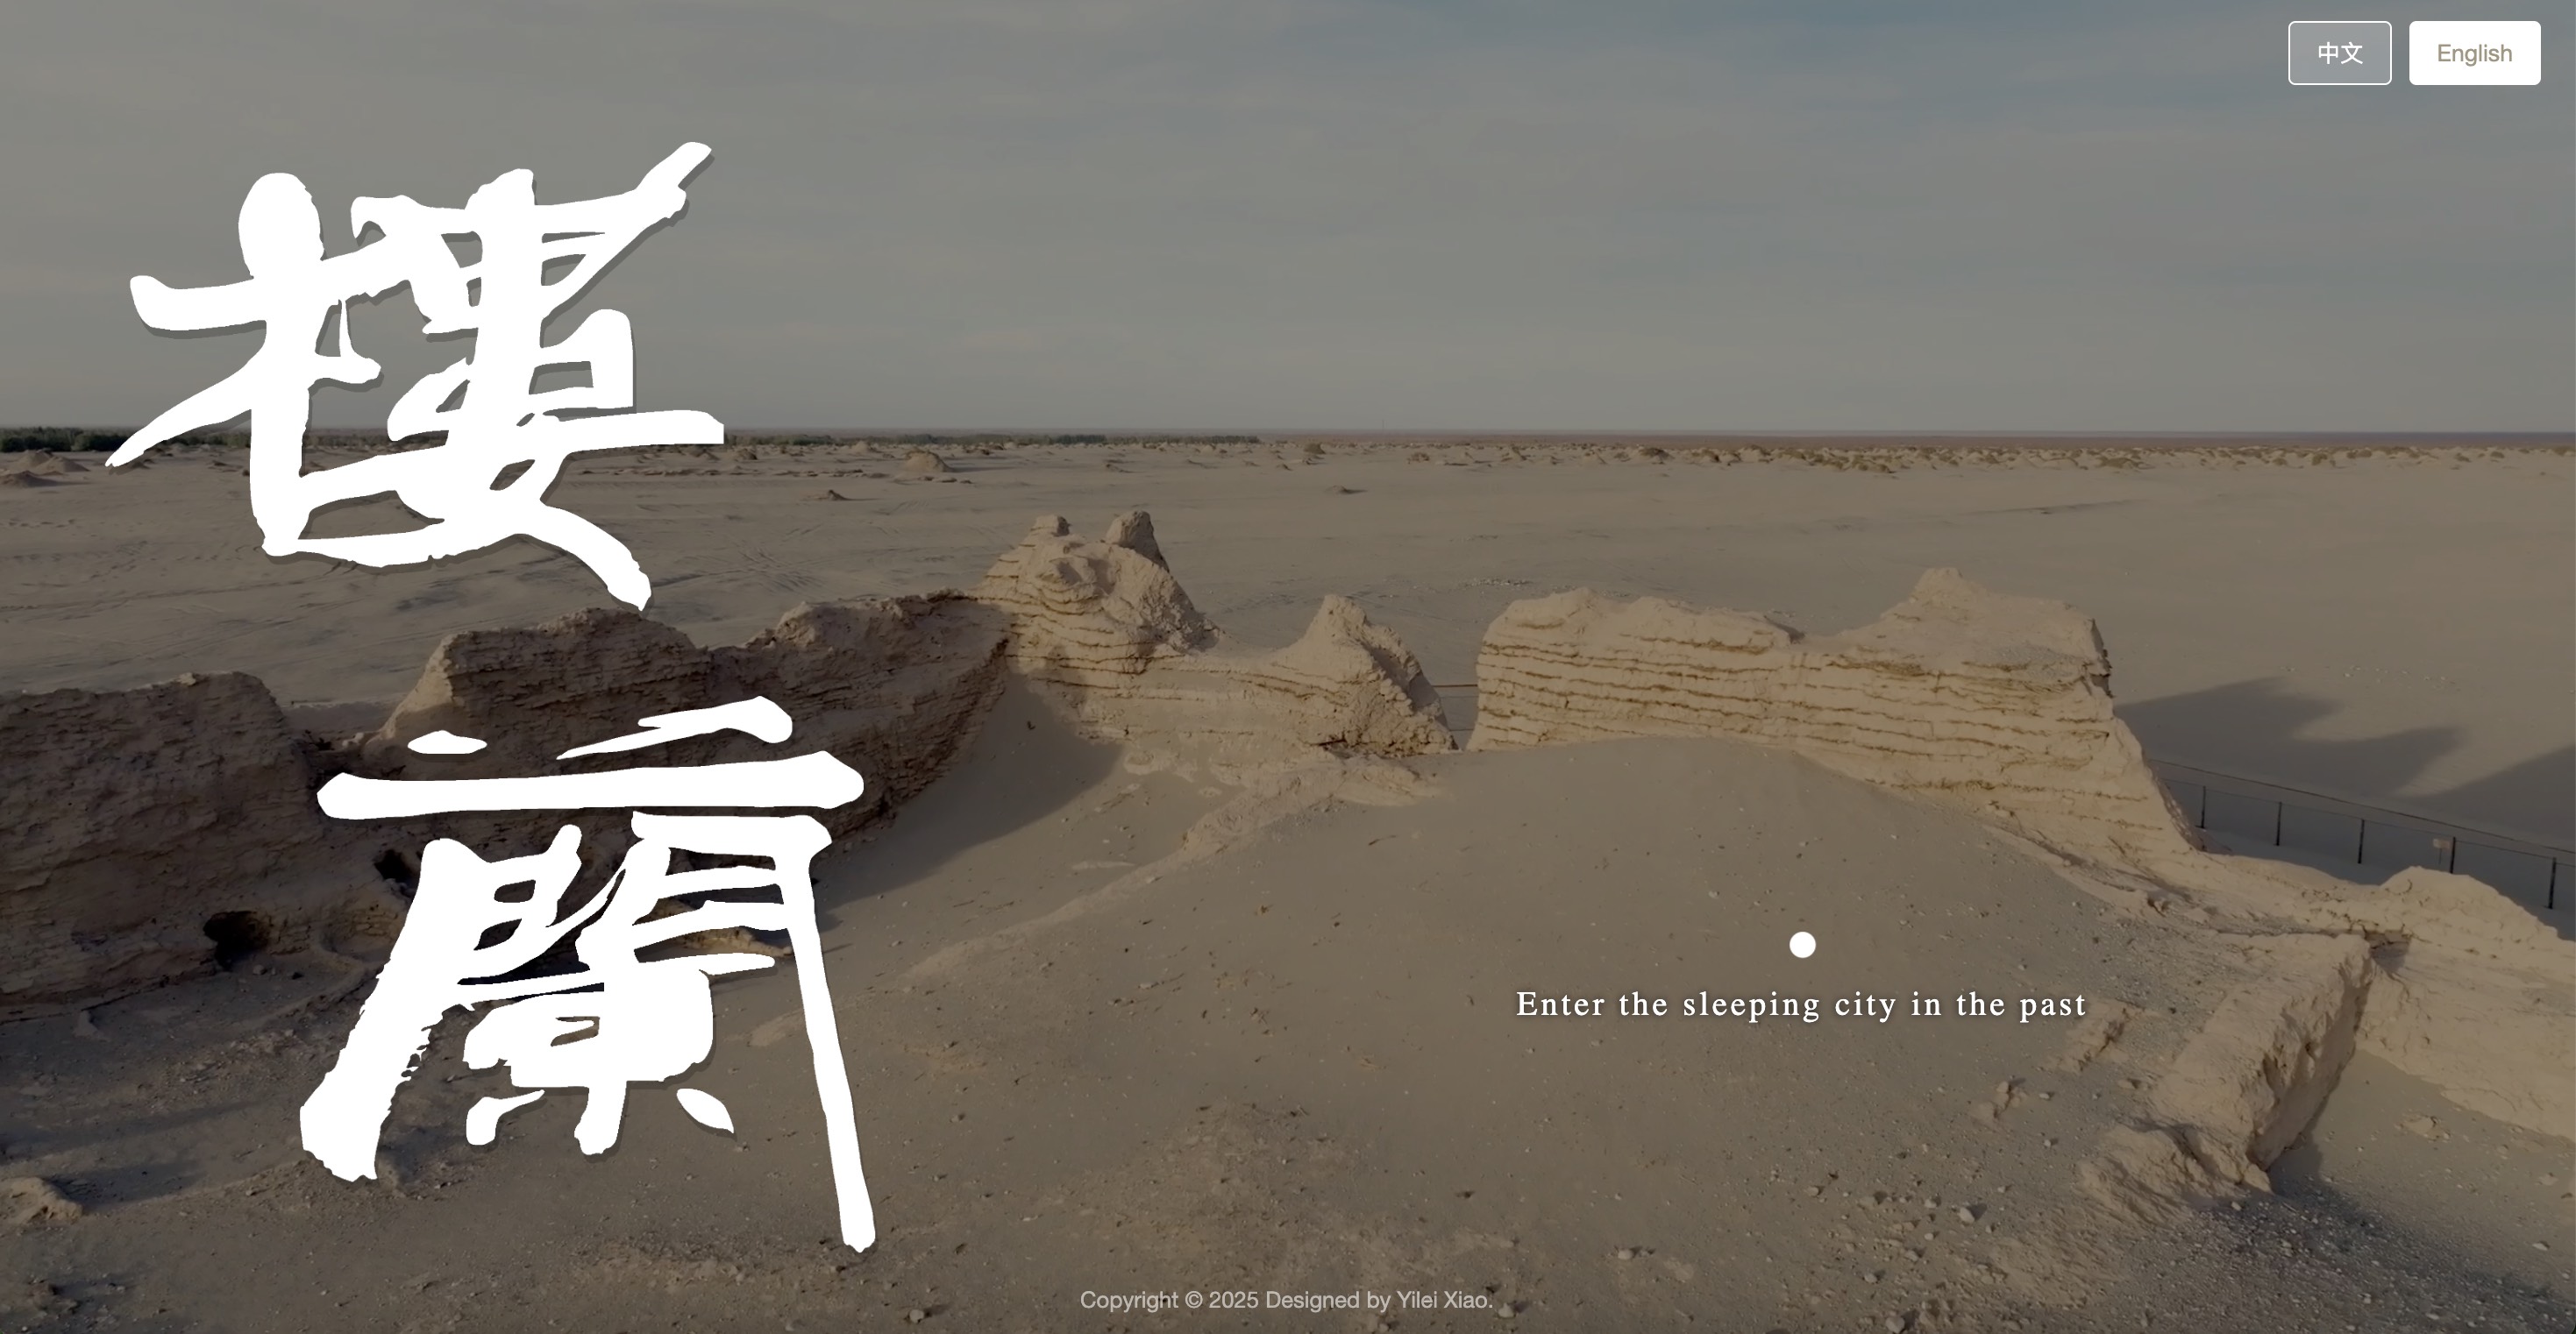 中文
English
樓
蘭
Enter the sleeping city in the past
Copyright © 2025 Designed by Yilei Xiao.